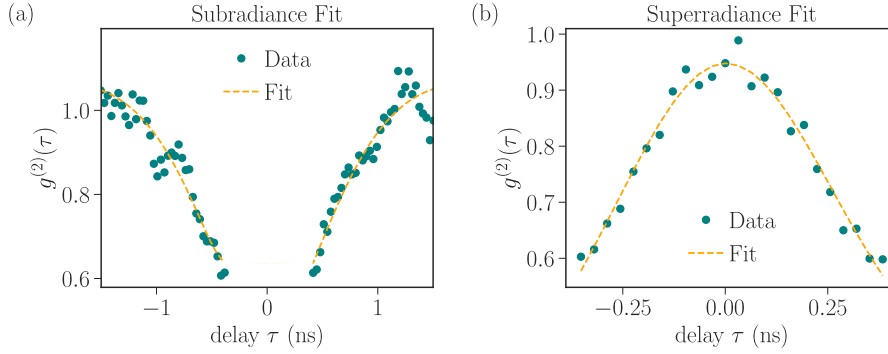 (a)
Subradiance Fit
Data
Fit
1.0
0.8
0.6
g^{(2)}(τ)
−1
0
1
delay τ (ns)
(b)
Superradiance Fit
1.0
0.9
0.8
0.7
0.6
g^{(2)}(τ)
Data
Fit
−0.25
0.00
0.25
delay τ (ns)